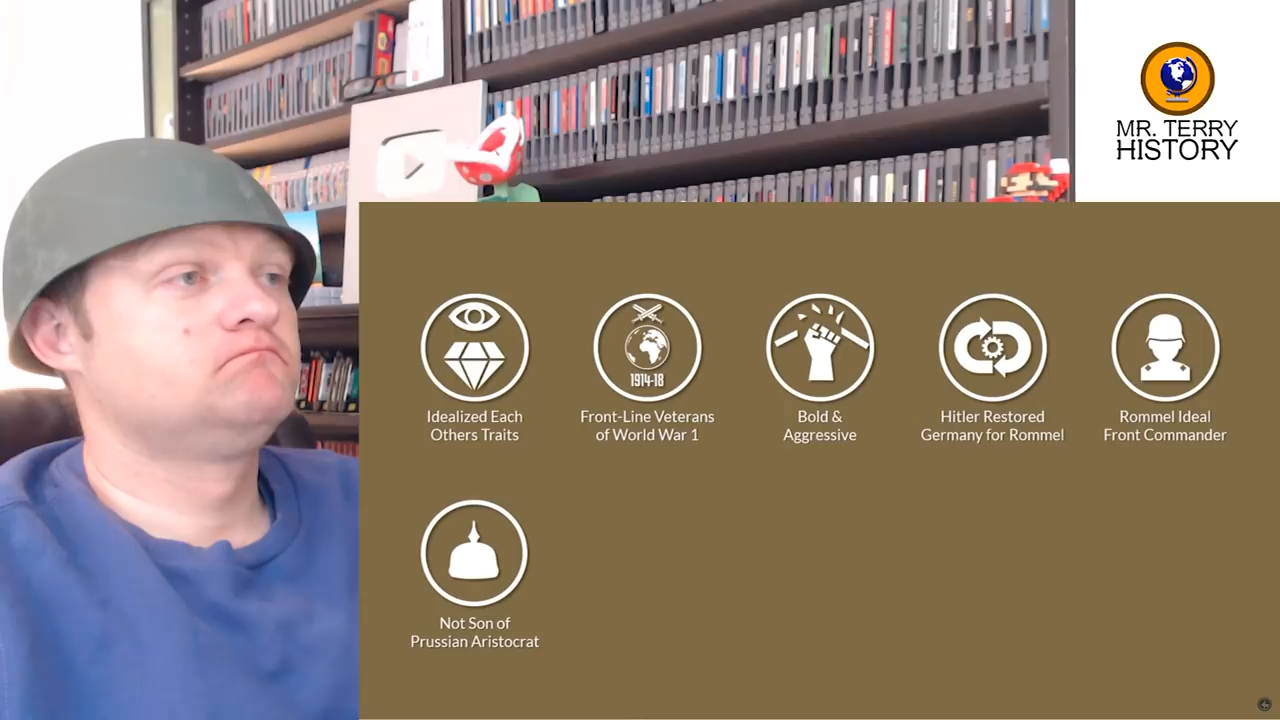 MR. TERRY
HISTORY
1914-18
Idealized Each
Others Traits
Front-Line Veterans
of World War 1
Bold &
Aggressive
Hitler Restored
Germany for Rommel
Rommel Ideal
Front Commander
Not Son of
Prussian Aristocrat